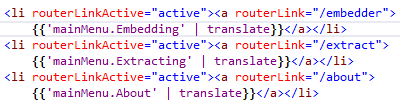 <li routerLinkActive="active"><a routerLink="/embedder">
{{'mainMenu.Embedding' | translate}}</a></li>
<li routerLinkActive="active"><a routerLink="/extract">
{{'mainMenu.Extracting' | translate}}</a></li>
<li routerLinkActive="active"><a routerLink="/about">
{{'mainMenu.About' | translate}}</a></li>